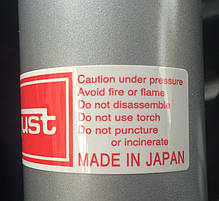 ust
Caution under pressure
Avoid fire or flame
Do not disassemble
Do not use torch
Do not puncture
or incinerate
MADE IN JAPAN